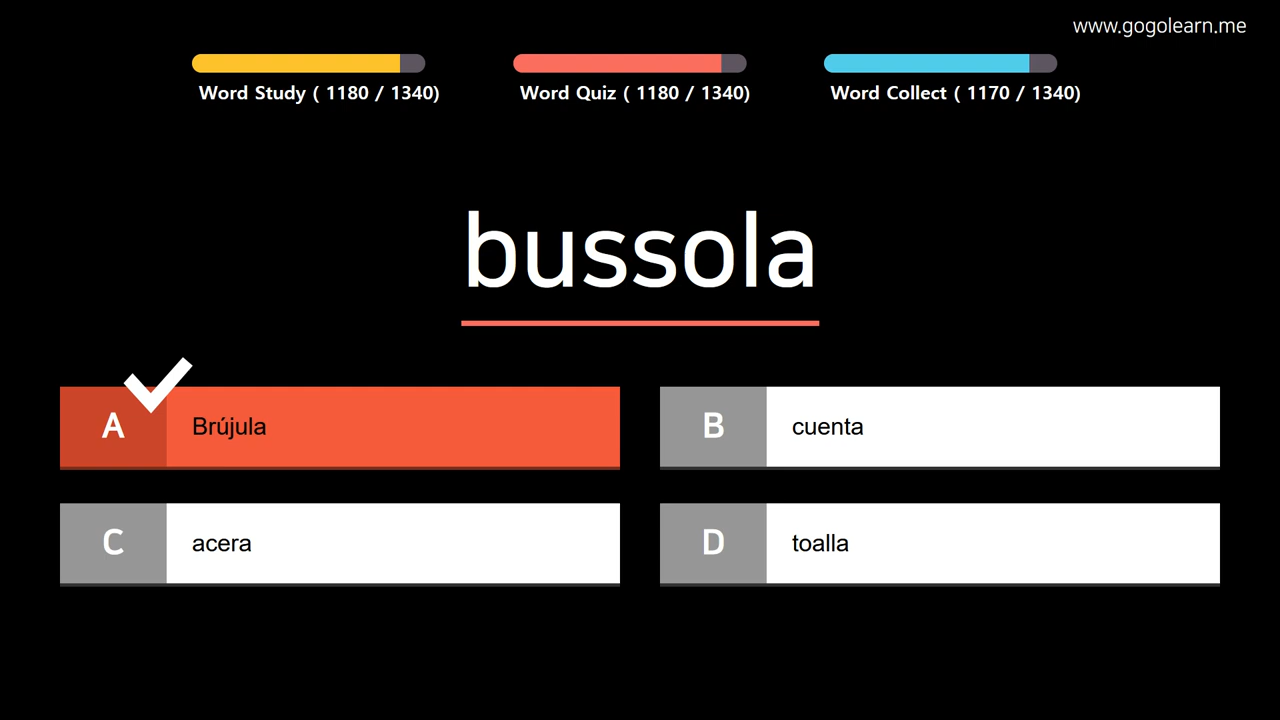 www.gogolearn.me
Word Study ( 1180 / 1340)
Word Quiz ( 1180 / 1340)
Word Collect ( 1170 / 1340)
bussola
A Brújula
B cuenta
C acera
D toalla